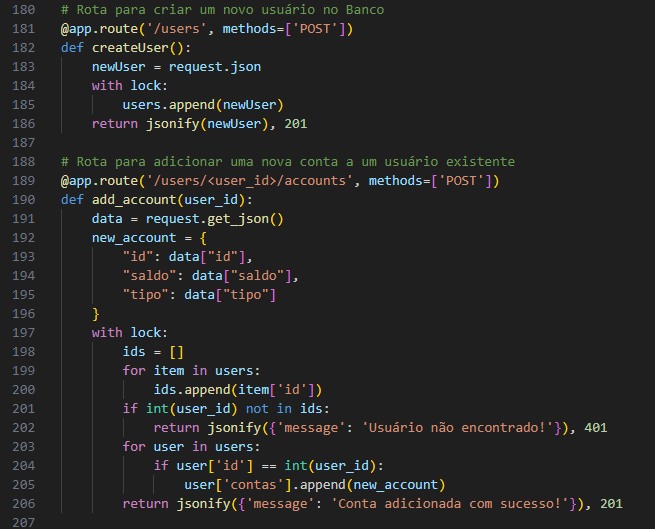 180 # Rota para criar um novo usuário no Banco
181 @app.route('/users', methods=['POST'])
182 def createUser():
183     newUser = request.json
184     with lock:
185         users.append(newUser)
186     return jsonify(newUser), 201
187
188 # Rota para adicionar uma nova conta a um usuário existente
189 @app.route('/users/<user_id>/accounts', methods=['POST'])
190 def add_account(user_id):
191     data = request.get_json()
192     new_account = {
193         "id": data["id"],
194         "saldo": data["saldo"],
195         "tipo": data["tipo"]
196     }
197     with lock:
198         ids = []
199         for item in users:
200             ids.append(item['id'])
201         if int(user_id) not in ids:
202             return jsonify({'message': 'Usuário não encontrado!'}), 401
203         for user in users:
204             if user['id'] == int(user_id):
205                 user['contas'].append(new_account)
206         return jsonify({'message': 'Conta adicionada com sucesso!'}), 201
207